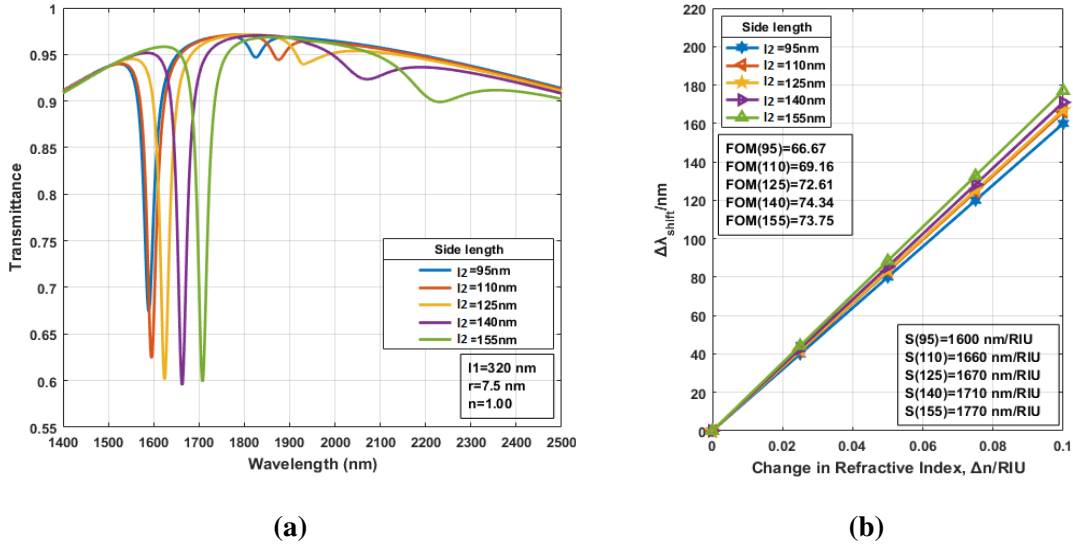 Transmittance
1
0.95
0.9
0.85
0.8
0.75
0.7
0.65
0.6
0.55
1400 1500 1600 1700 1800 1900 2000 2100 2200 2300 2400 2500
Wavelength (nm)
Side length
l2=95nm
l2=110nm
l2=125nm
l2=140nm
l2=155nm
l1=320 nm
r=7.5 nm
n=1.00
(a)
Δλshift/nm
220
200
180
160
140
120
100
80
60
40
20
0
0 0.02 0.04 0.06 0.08 0.1
Change in Refractive Index, Δn/RIU
Side length
l2=95nm
l2=110nm
l2=125nm
l2=140nm
l2=155nm
FOM(95)=66.67
FOM(110)=69.16
FOM(125)=72.61
FOM(140)=74.34
FOM(155)=73.75
S(95)=1600 nm/RIU
S(110)=1660 nm/RIU
S(125)=1670 nm/RIU
S(140)=1710 nm/RIU
S(155)=1770 nm/RIU
(b)